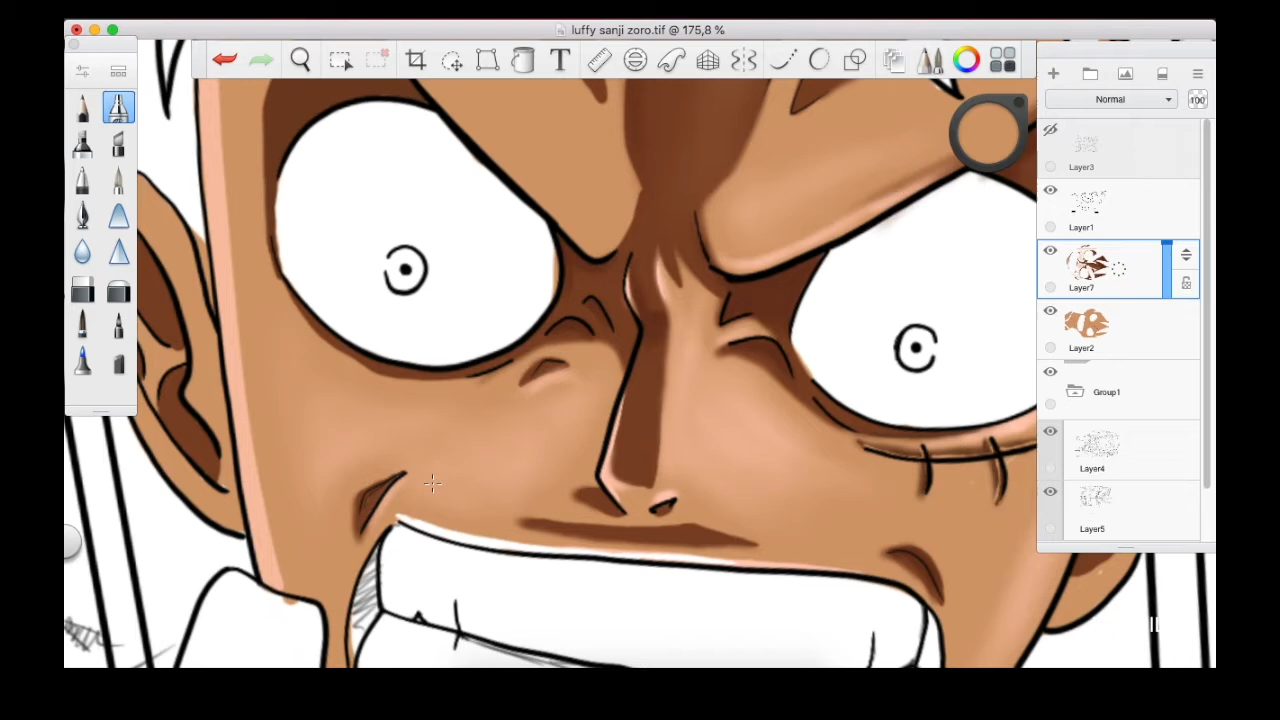 luffy sanji zoro.tif @ 175,8 %
T
Normal
100
Layer3
Layer1
Layer7
Layer2
Group1
Layer4
Layer5